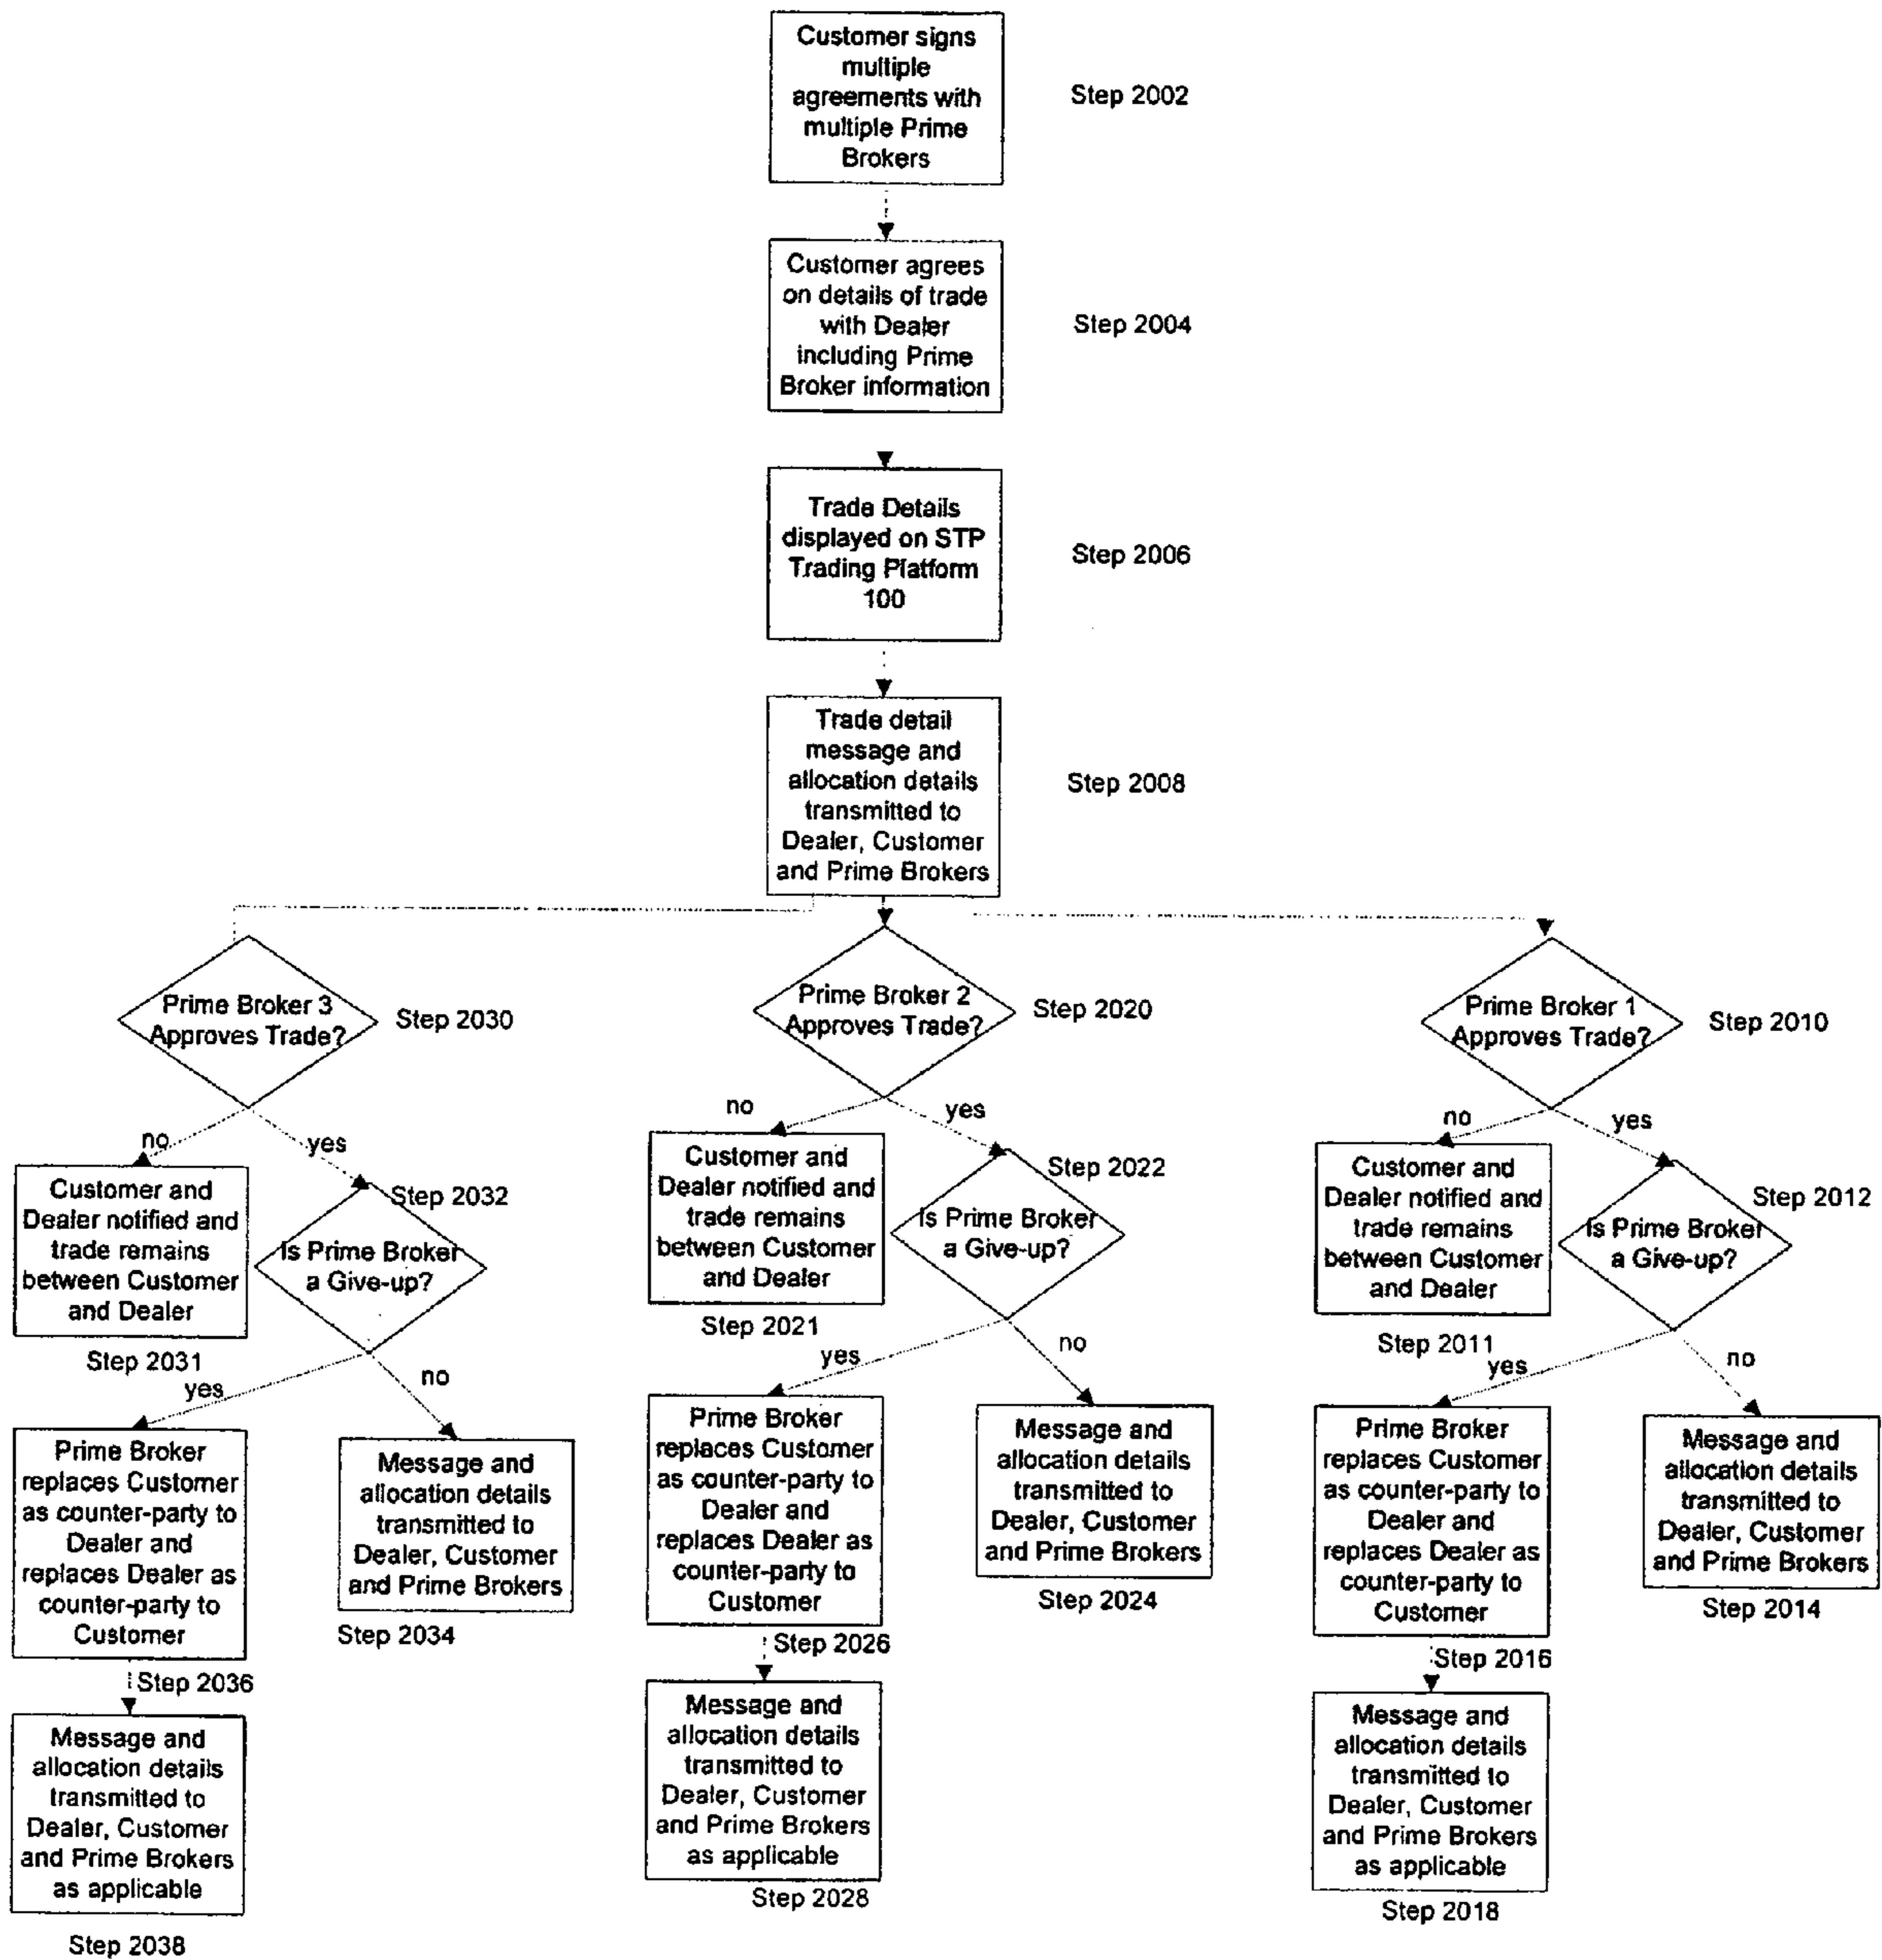 Customer signs
multiple
agreements with
multiple Prime
Brokers
Step 2002
Customer agrees
on details of trade
with Dealer
including Prime
Broker information
Step 2004
Trade Details
displayed on STP
Trading Platform
100
Step 2006
Trade detail
message and
allocation details
transmitted to
Dealer, Customer
and Prime Brokers
Step 2008
Prime Broker 3
Approves Trade?
Step 2030
no
yes
Customer and
Dealer notified and
trade remains
between Customer
and Dealer
Step 2031
Step 2032
Is Prime Broker
a Give-up?
yes
no
Prime Broker
replaces Customer
as counter-party to
Dealer and
replaces Dealer as
counter-party to
Customer
Step 2036
Message and
allocation details
transmitted to
Dealer, Customer
and Prime Brokers
Step 2034
Message and
allocation details
transmitted to
Dealer, Customer
and Prime Brokers
as applicable
Step 2038
Prime Broker 2
Approves Trade?
Step 2020
no
yes
Customer and
Dealer notified and
trade remains
between Customer
and Dealer
Step 2021
Step 2022
Is Prime Broker
a Give-up?
yes
no
Prime Broker
replaces Customer
as counter-party to
Dealer and
replaces Dealer as
counter-party to
Customer
Step 2026
Message and
allocation details
transmitted to
Dealer, Customer
and Prime Brokers
Step 2024
Message and
allocation details
transmitted to
Dealer, Customer
and Prime Brokers
as applicable
Step 2028
Prime Broker 1
Approves Trade?
Step 2010
no
yes
Customer and
Dealer notified and
trade remains
between Customer
and Dealer
Step 2011
Step 2012
Is Prime Broker
a Give-up?
yes
no
Prime Broker
replaces Customer
as counter-party to
Dealer and
replaces Dealer as
counter-party to
Customer
Step 2016
Message and
allocation details
transmitted to
Dealer, Customer
and Prime Brokers
Step 2014
Message and
allocation details
transmitted to
Dealer, Customer
and Prime Brokers
as applicable
Step 2018